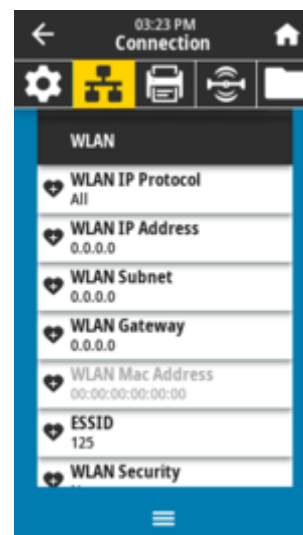 03:23 PM
Connection
WLAN
WLAN IP Protocol
All
WLAN IP Address
0.0.0.0
WLAN Subnet
0.0.0.0
WLAN Gateway
0.0.0.0
WLAN Mac Address
00:00:00:00:00:00
ESSID
125
WLAN Security